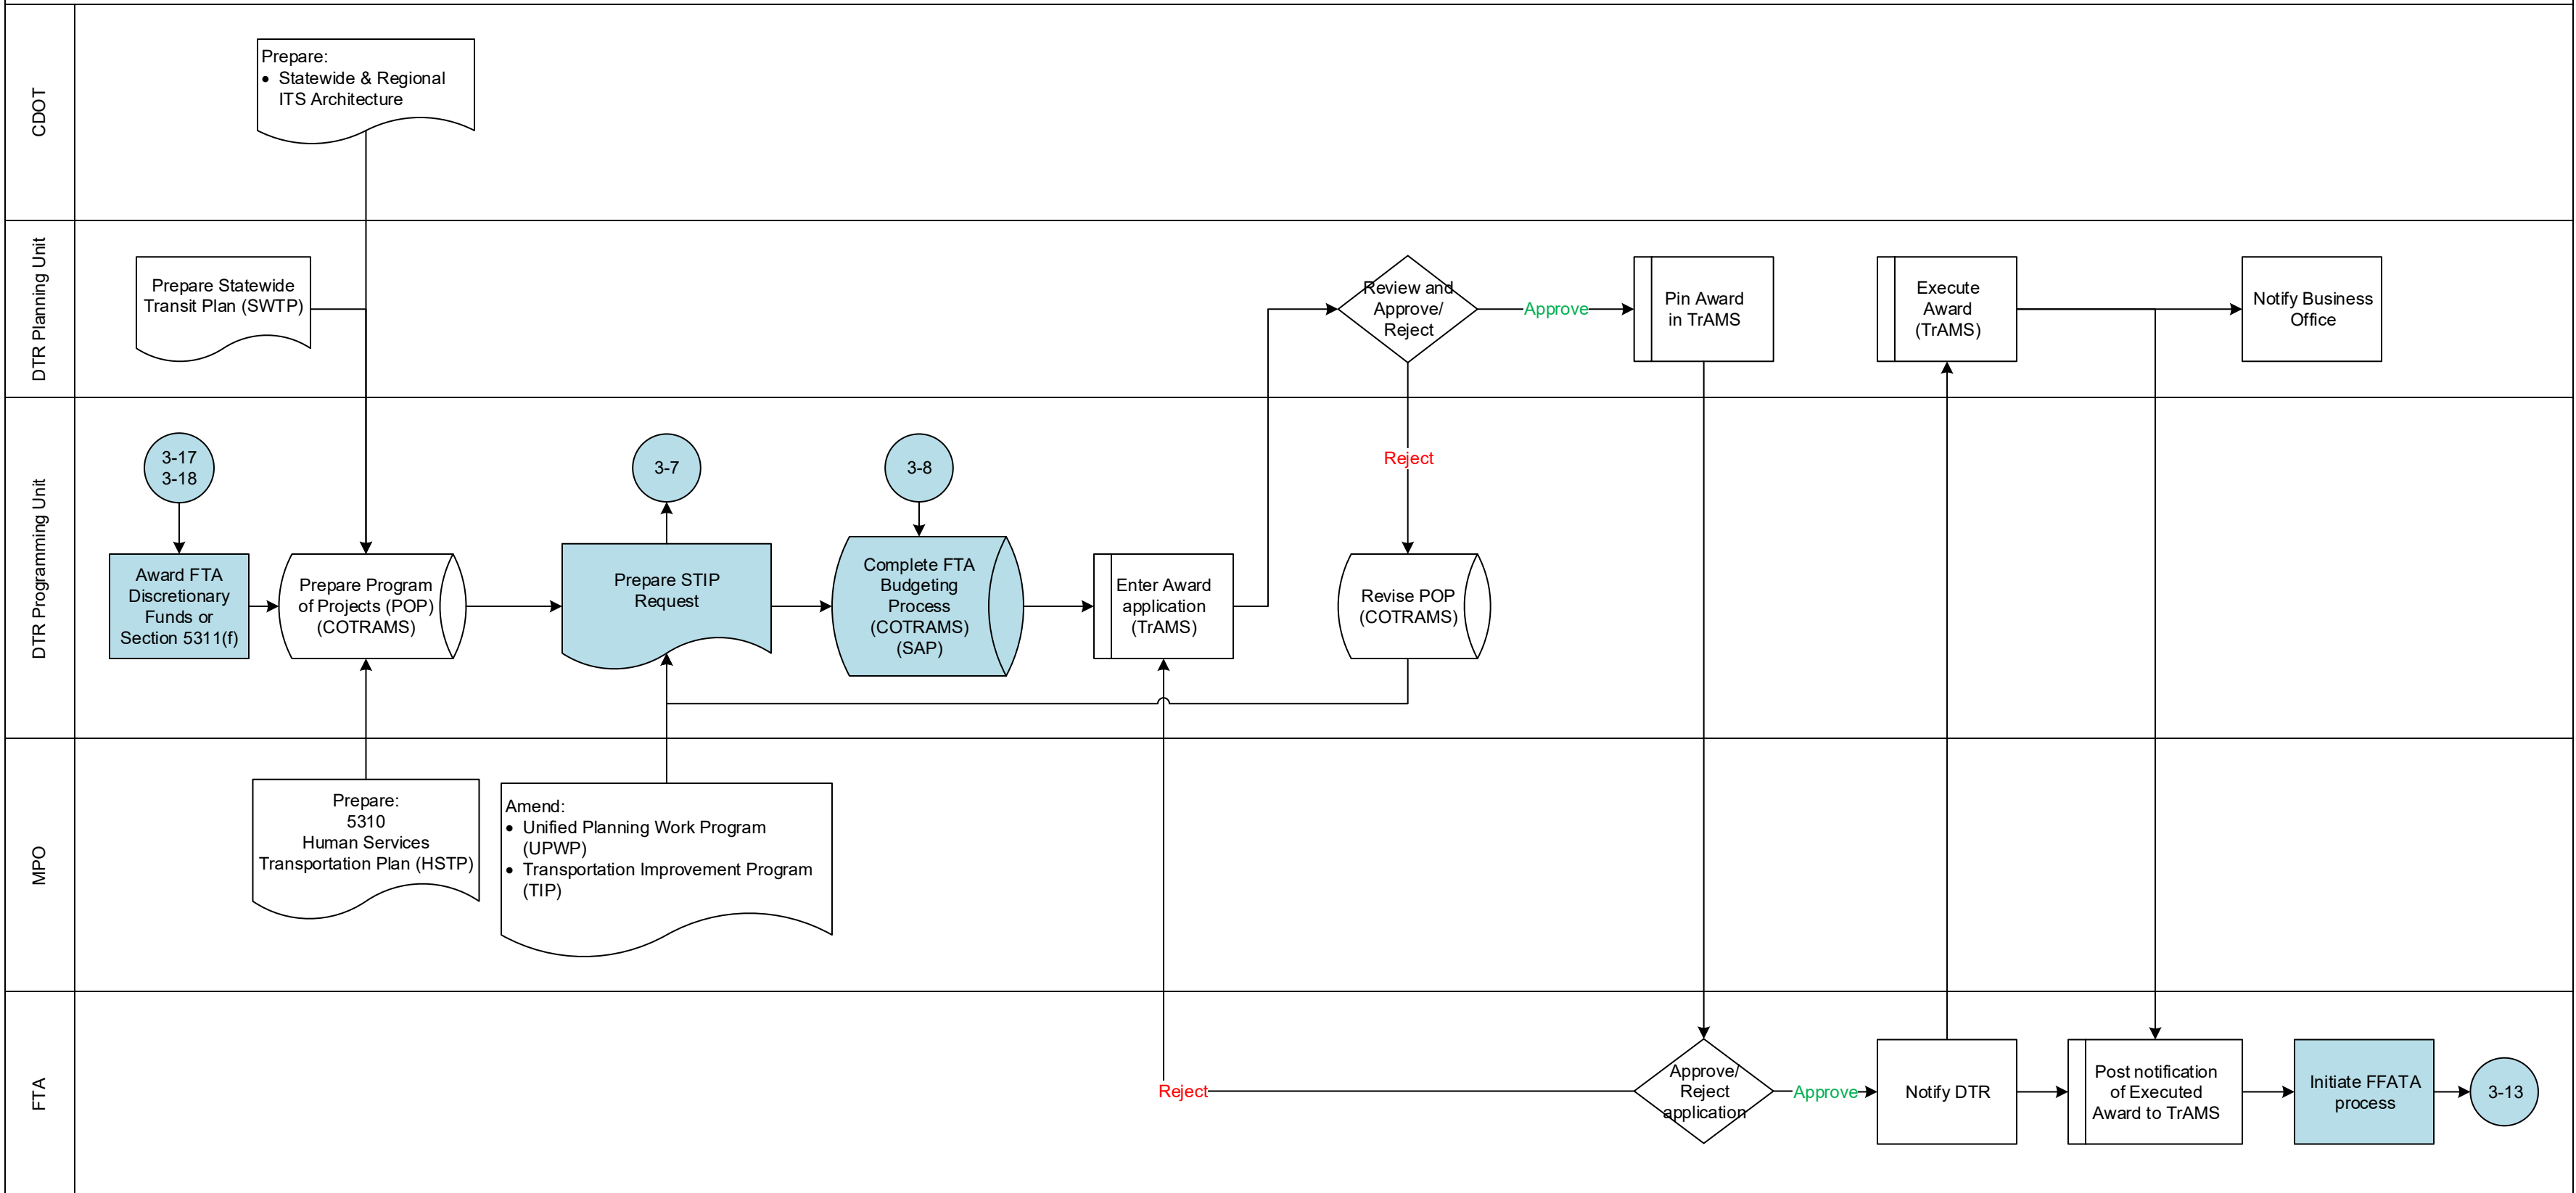 CDOT
Prepare:
• Statewide & Regional
ITS Architecture
DTR Planning Unit
Prepare Statewide
Transit Plan (SWTP)
Review and
Approve/
Reject
Approve
Pin Award
in TrAMS
Execute
Award
(TrAMS)
Notify Business
Office
Reject
DTR Programming Unit
3-17
3-18
Award FTA
Discretionary
Funds or
Section 5311(f)
Prepare Program
of Projects (POP)
(COTRAMS)
3-7
Prepare STIP
Request
3-8
Complete FTA
Budgeting
Process
(COTRAMS)
(SAP)
Enter Award
application
(TrAMS)
Revise POP
(COTRAMS)
MPO
Prepare:
5310
Human Services
Transportation Plan (HSTP)
Amend:
• Unified Planning Work Program
(UPWP)
• Transportation Improvement Program
(TIP)
FTA
Reject
Approve/
Reject
application
Approve
Notify DTR
Post notification
of Executed
Award to TrAMS
Initiate FFATA
process
3-13